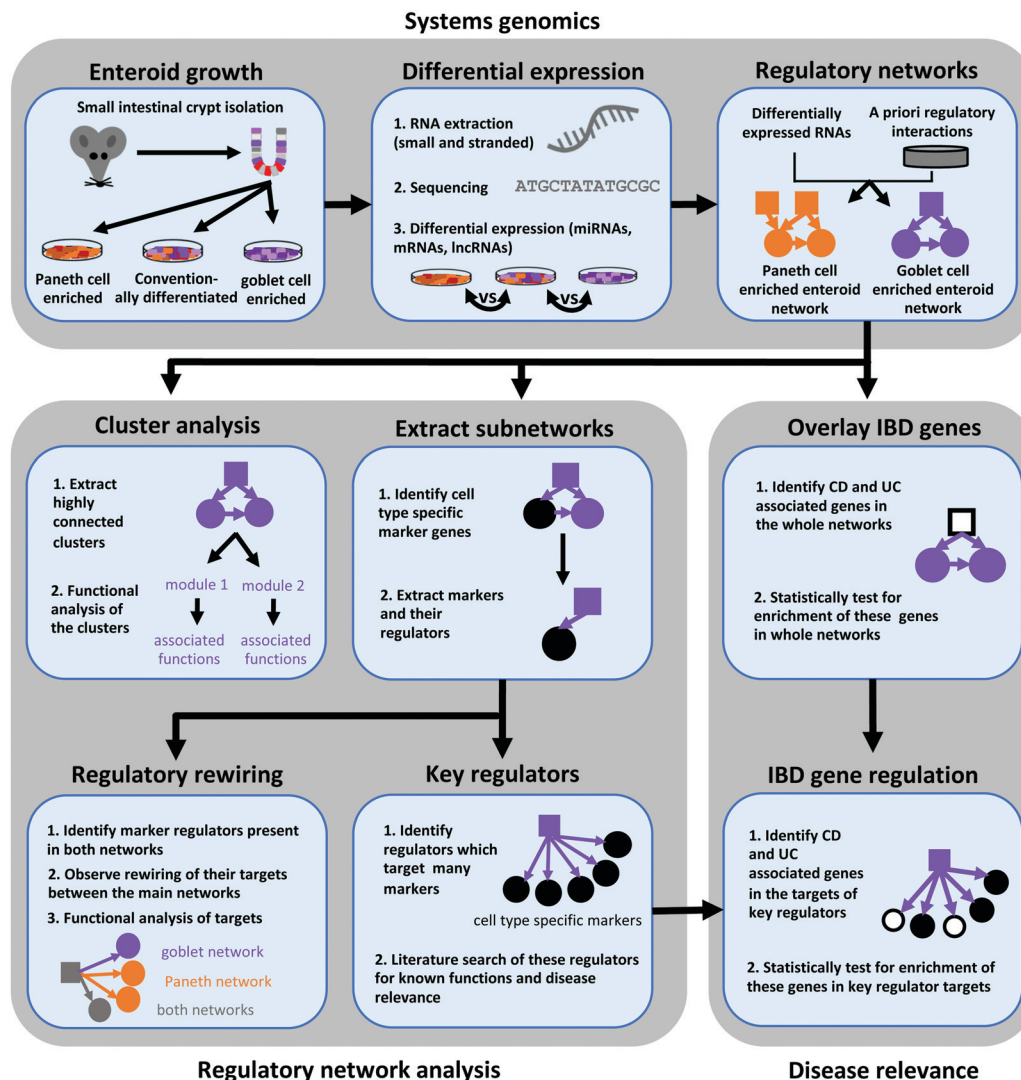 Systems genomics
Enteroid growth
Small intestinal crypt isolation
Paneth cell
enriched
Convention-
ally differentiated
goblet cell
enriched
Differential expression
1. RNA extraction
(small and stranded)
2. Sequencing
ATGCTATATGCGC
3. Differential expression (miRNAs,
mRNAs, lncRNAs)
VS
VS
Regulatory networks
Differentially
expressed RNAs
A priori regulatory
interactions
Paneth cell
enriched enteroid
network
Goblet cell
enriched enteroid
network
Cluster analysis
1. Extract
highly
connected
clusters
2. Functional
analysis of
the clusters
module 1
module 2
associated
functions
associated
functions
Extract subnetworks
1. Identify cell
type specific
marker genes
2. Extract markers
and their
regulators
Overlay IBD genes
1. Identify CD and UC
associated genes in
the whole networks
2. Statistically test for
enrichment of these genes
in whole networks
Regulatory rewiring
1. Identify marker regulators present
in both networks
2. Observe rewiring of their targets
between the main networks
3. Functional analysis of targets
goblet network
Paneth network
both networks
Key regulators
1. Identify
regulators which
target many
markers
cell type specific markers
2. Literature search of these regulators
for known functions and disease
relevance
IBD gene regulation
1. Identify CD
and UC
associated genes
in the targets of
key regulators
2. Statistically test for enrichment of
these genes in key regulator targets
Regulatory network analysis
Disease relevance